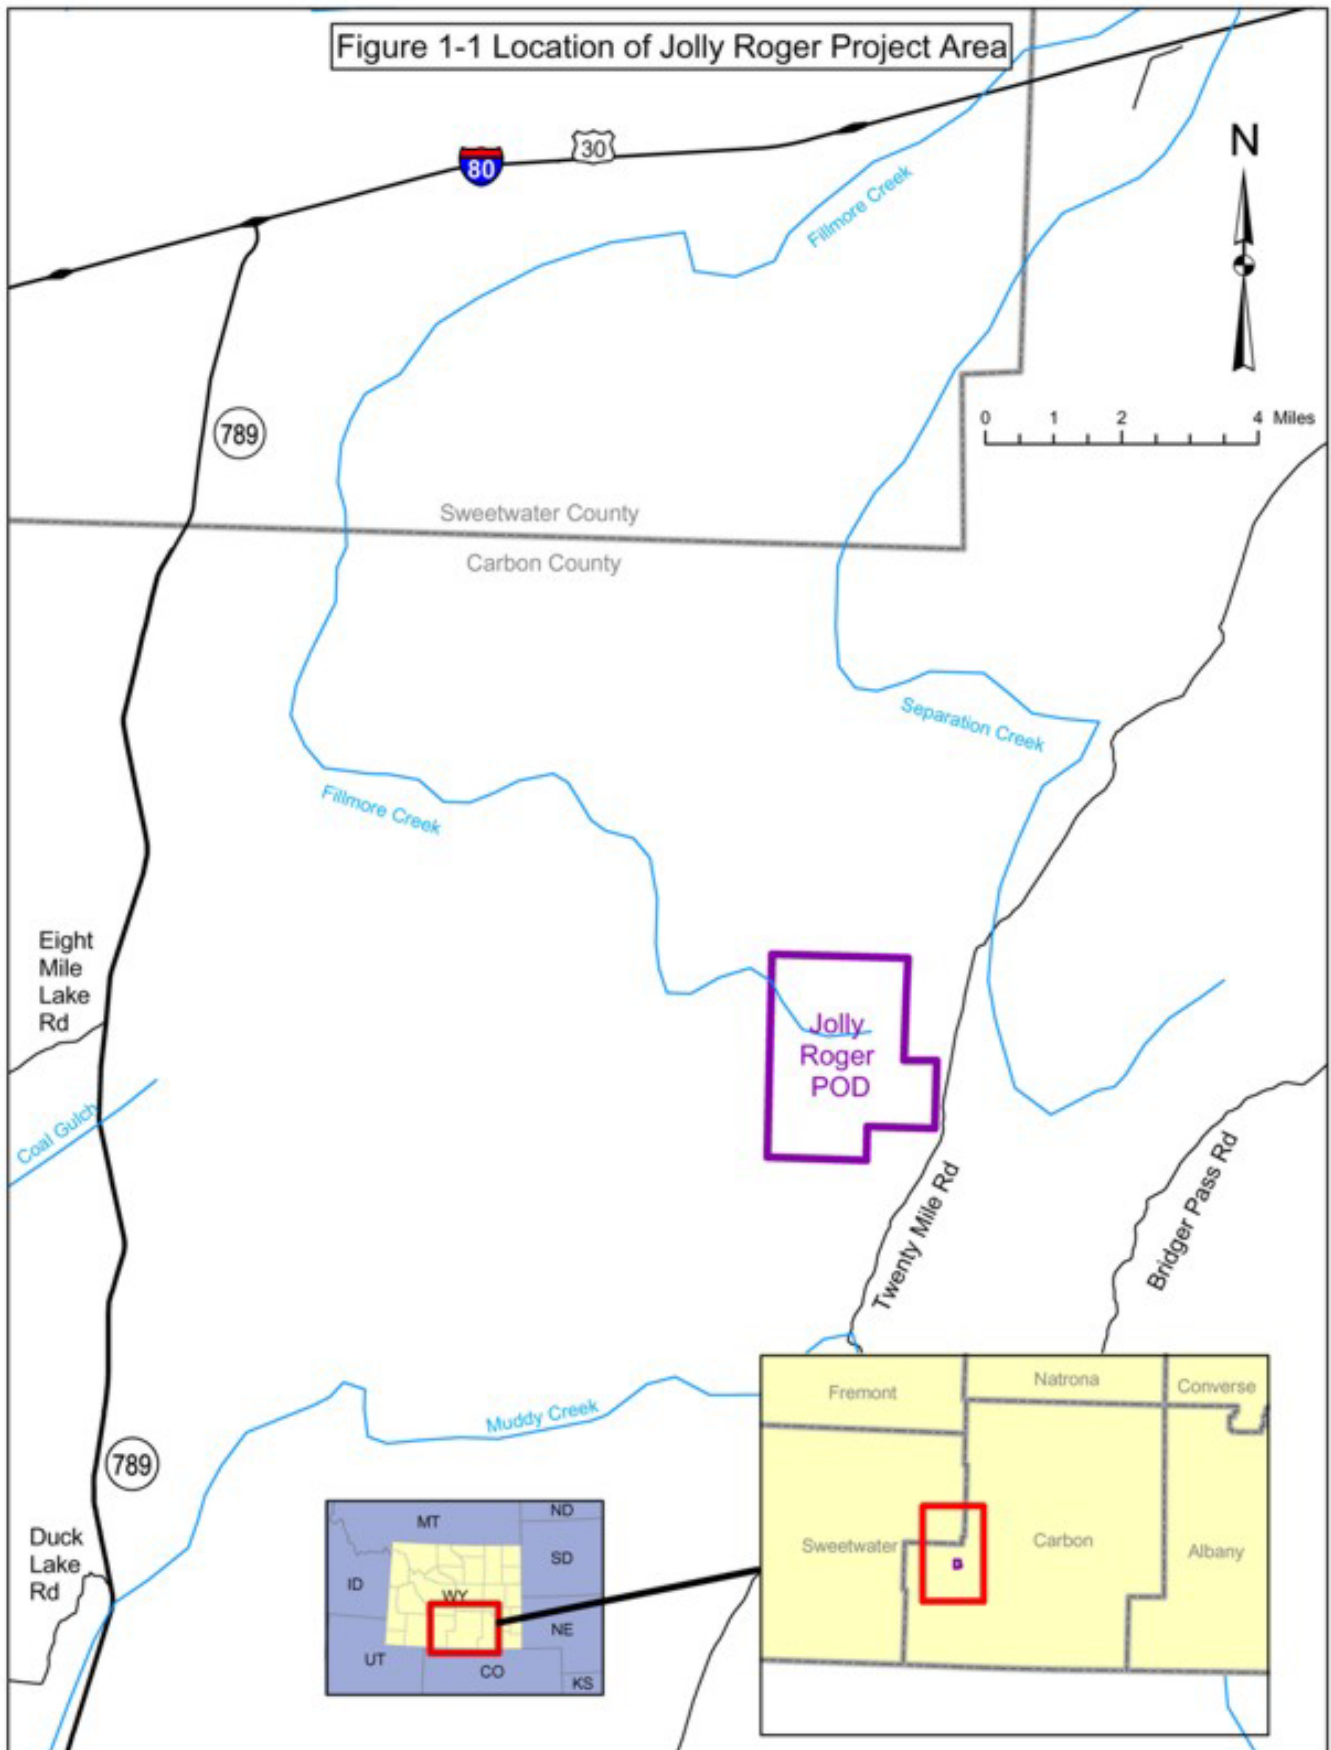 Figure 1-1 Location of Jolly Roger Project Area
80
30
N
Fillmore Creek
789
0 1 2 4 Miles
Sweetwater County
Carbon County
Separation Creek
Fillmore Creek
Eight
Mile
Lake
Rd
Jolly
Roger
POD
Coal Gulch
Twenty Mile Rd
Bridger Pass Rd
Muddy Creek
789
Duck
Lake
Rd
MT
ND
SD
ID
WY
NE
UT
CO
KS
Fremont
Natrona
Converse
Sweetwater
Carbon
Albany